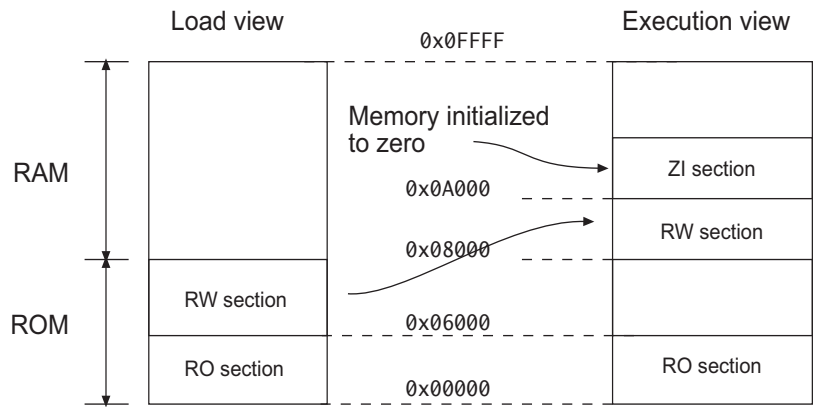 Load view
Execution view
0x0FFFF
Memory initialized
to zero
RAM
ZI section
0x0A000
RW section
0x08000
RW section
ROM
0x06000
RO section
RO section
0x00000